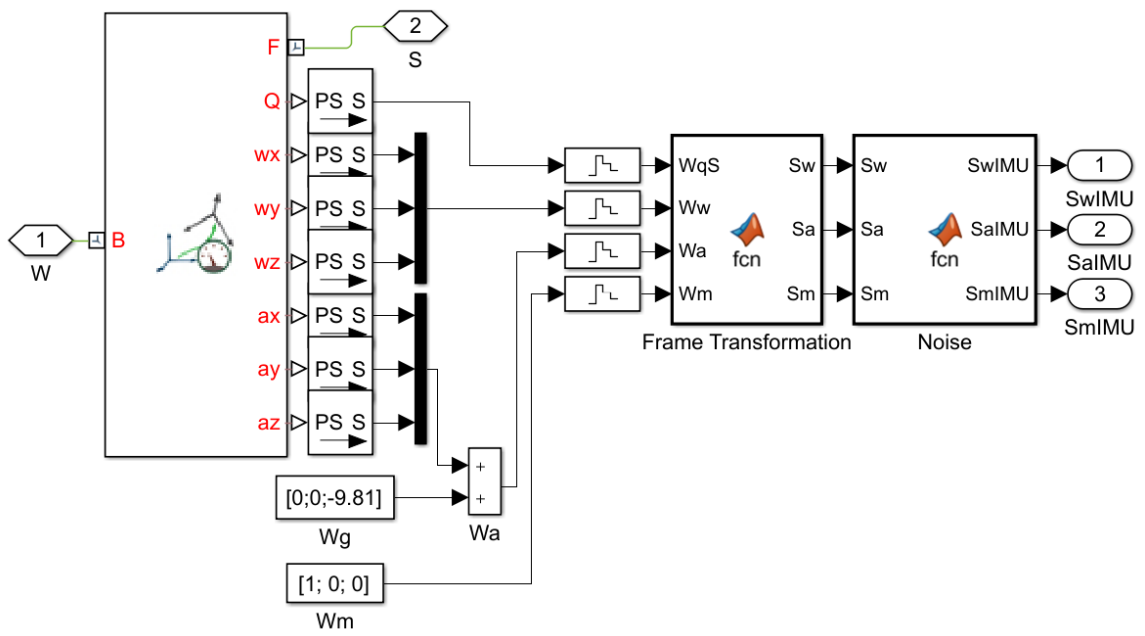 2
S
F
Q
PS S
wx
PS S
wy
PS S
B
1
W
wz
PS S
ax
PS S
ay
PS S
az
PS S
[0;0;-9.81]
Wg
+
+
Wa
[1; 0; 0]
Wm
WqS
Ww
Wa
Wm
fcn
Sw
Sa
Sm
Frame Transformation
Sw
Sa
Sm
fcn
SwIMU
SaIMU
SmIMU
Noise
1
SwIMU
2
SaIMU
3
SmIMU